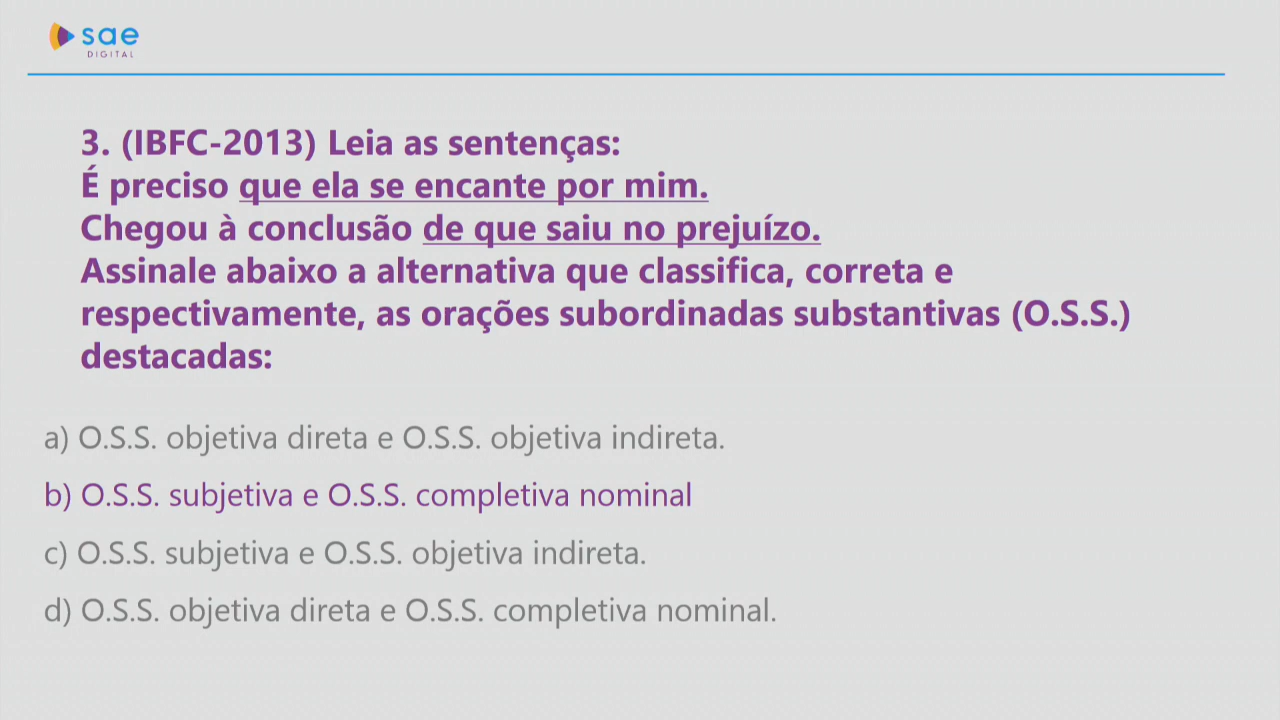 sae
DIGITAL
3. (IBFC-2013) Leia as sentenças:
É preciso que ela se encante por mim.
Chegou à conclusão de que saiu no prejuízo.
Assinale abaixo a alternativa que classifica, correta e
respectivamente, as orações subordinadas substantivas (O.S.S.)
destacadas:
a) O.S.S. objetiva direta e O.S.S. objetiva indireta.
b) O.S.S. subjetiva e O.S.S. completiva nominal
c) O.S.S. subjetiva e O.S.S. objetiva indireta.
d) O.S.S. objetiva direta e O.S.S. completiva nominal.